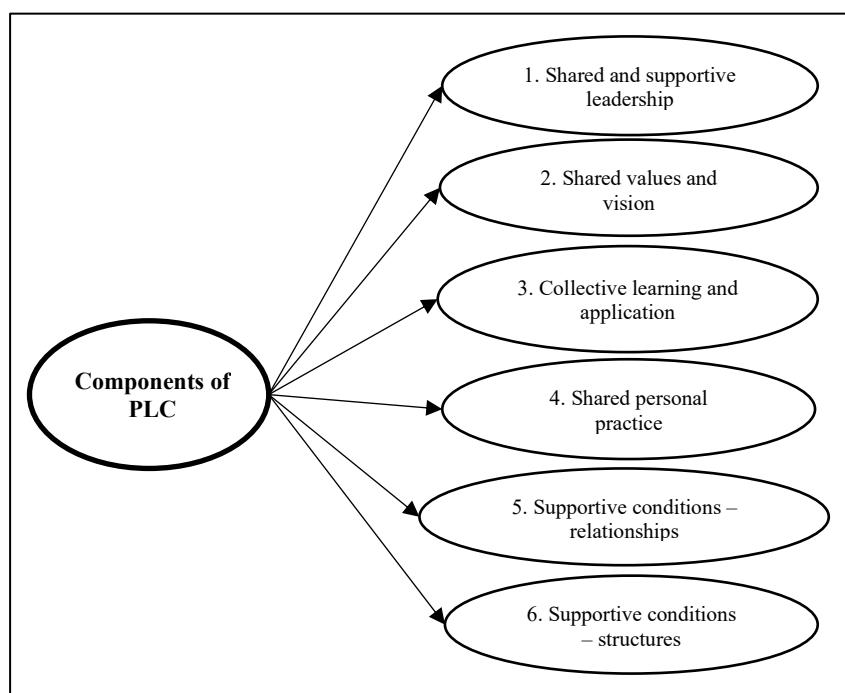 1. Shared and supportive
leadership
2. Shared values and
vision
3. Collective learning and
application
Components of
PLC
4. Shared personal
practice
5. Supportive conditions –
relationships
6. Supportive conditions
– structures